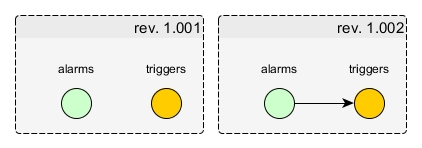 rev. 1.001
alarms triggers
rev. 1.002
alarms triggers